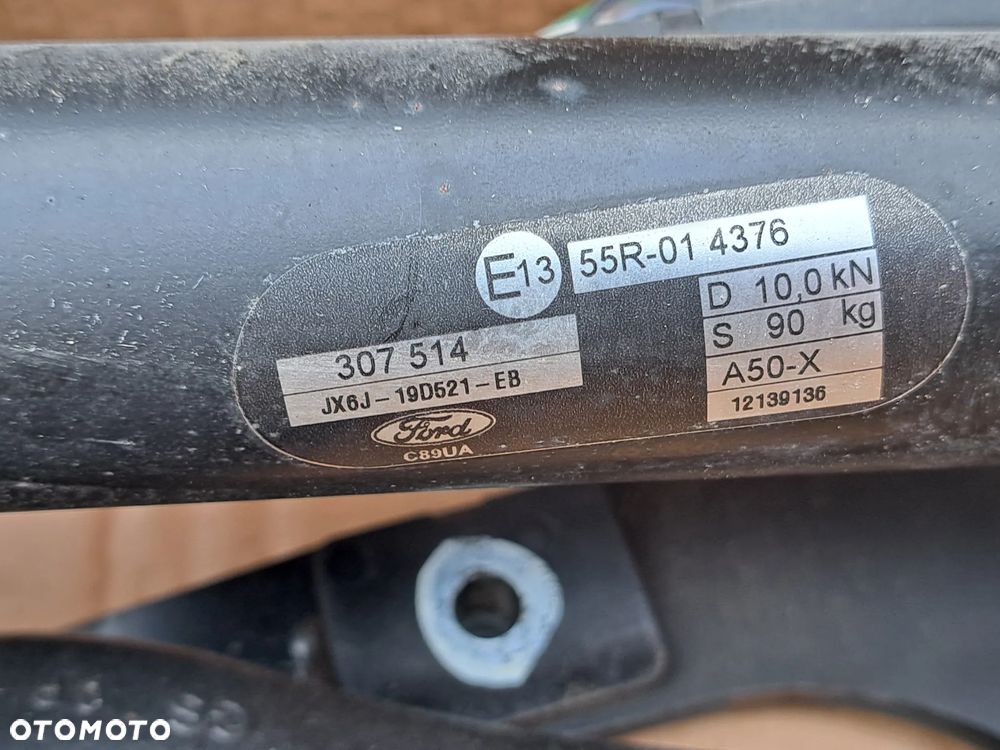 E13
55R-01 4376
D 10,0 kN
S 90 kg
A50-X
12139136
307 514
JX6J-19D521-EB
Ford
C89UA
OTOMOTO